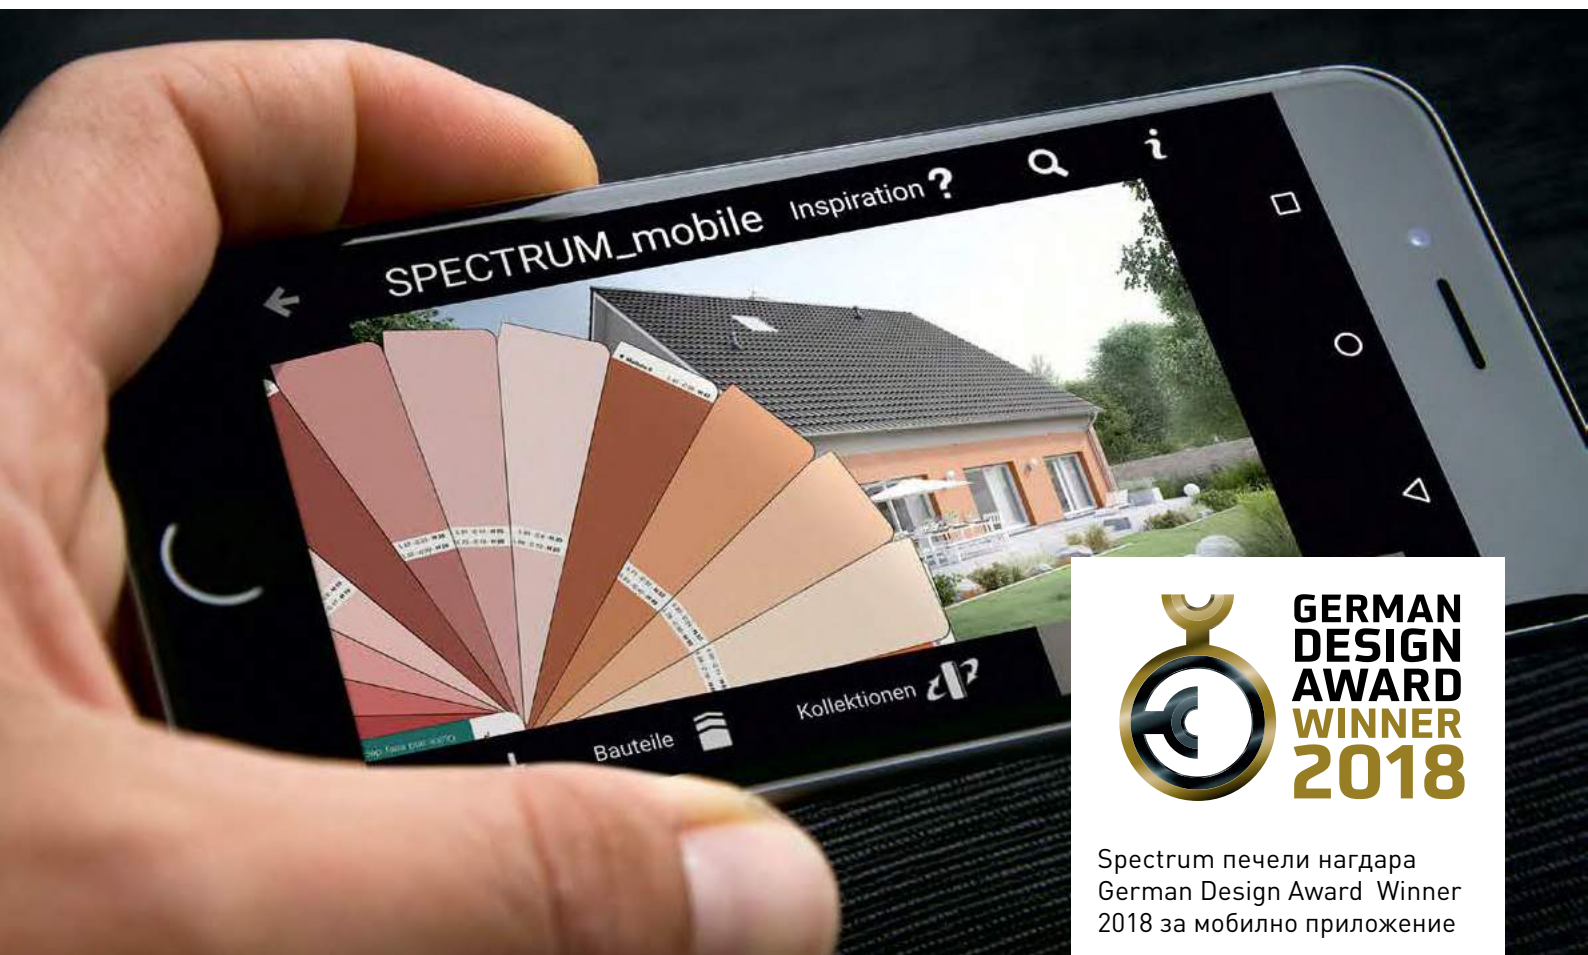 SPECTRUM_mobile
Inspiration ?
i
Bauteile
Kollektionen
GERMAN
DESIGN
AWARD
WINNER
2018
Spectrum печели нагдара
German Design Award Winner
2018 за мобилно приложение